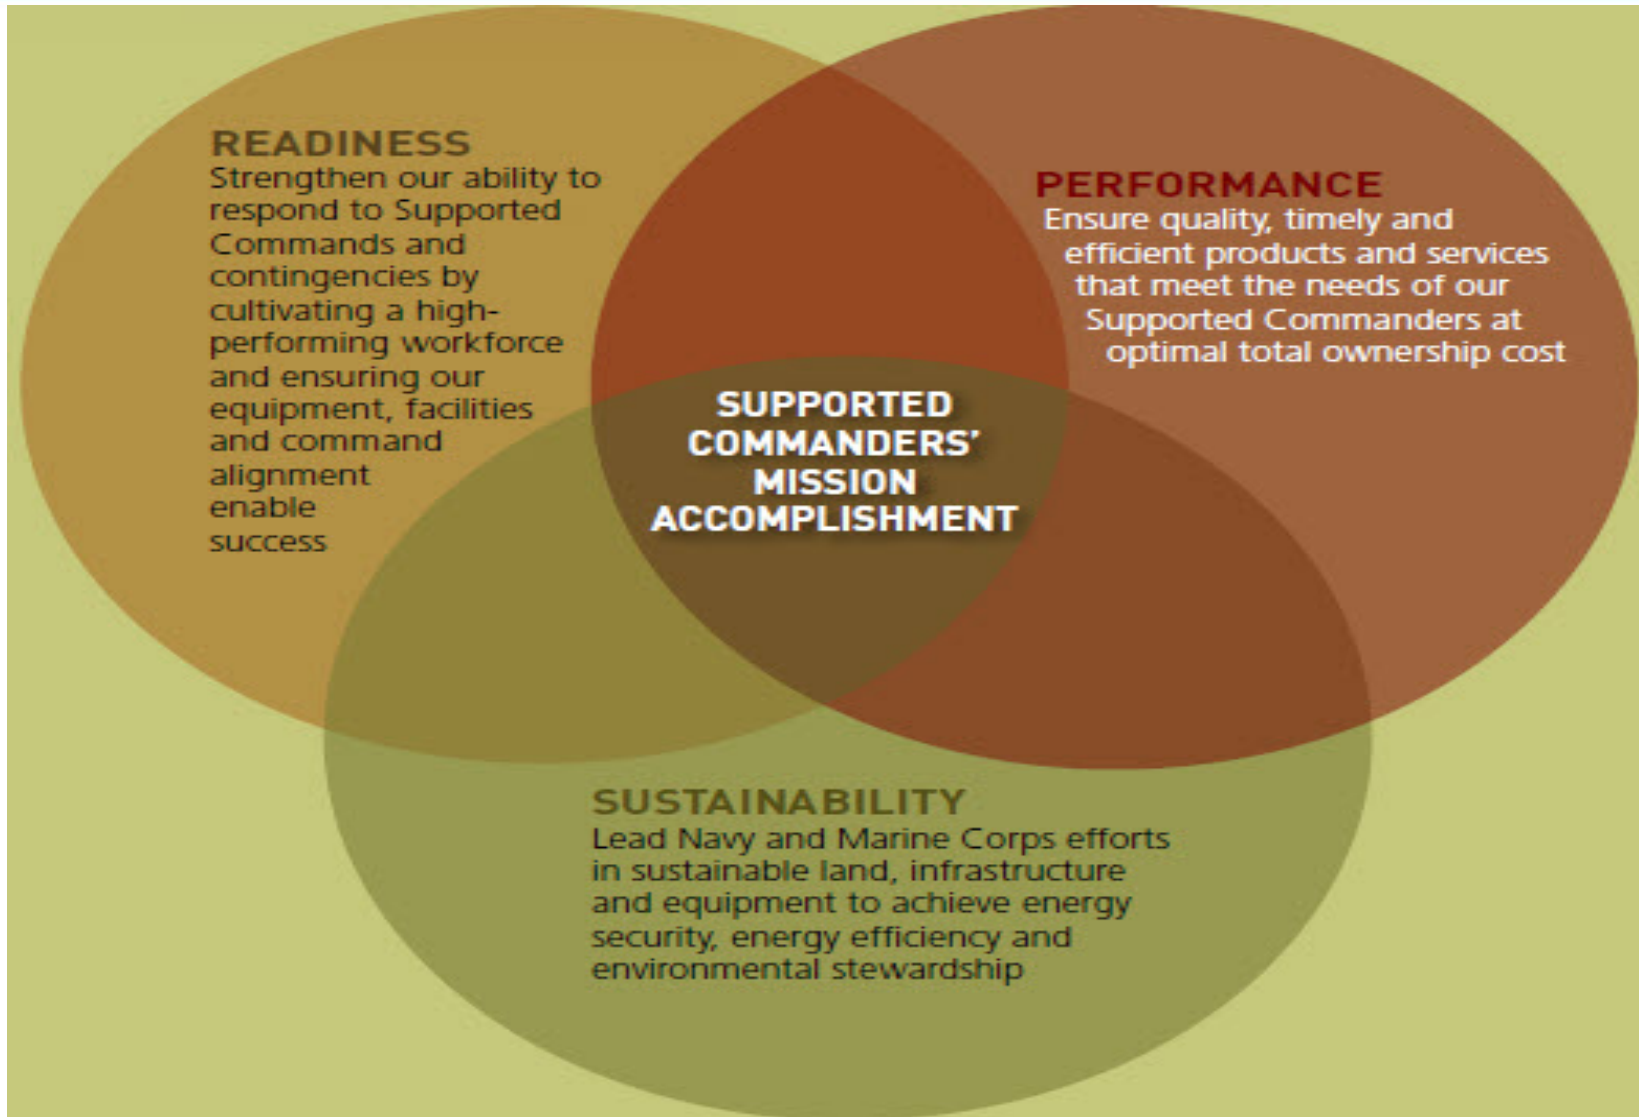 READINESS
Strengthen our ability to
respond to Supported
Commands and
contingencies by
cultivating a high-
performing workforce
and ensuring our
equipment, facilities
and command
alignment
enable
success
PERFORMANCE
Ensure quality, timely and
efficient products and services
that meet the needs of our
Supported Commanders at
optimal total ownership cost
SUPPORTED
COMMANDERS’
MISSION
ACCOMPLISHMENT
SUSTAINABILITY
Lead Navy and Marine Corps efforts
in sustainable land, infrastructure
and equipment to achieve energy
security, energy efficiency and
environmental stewardship